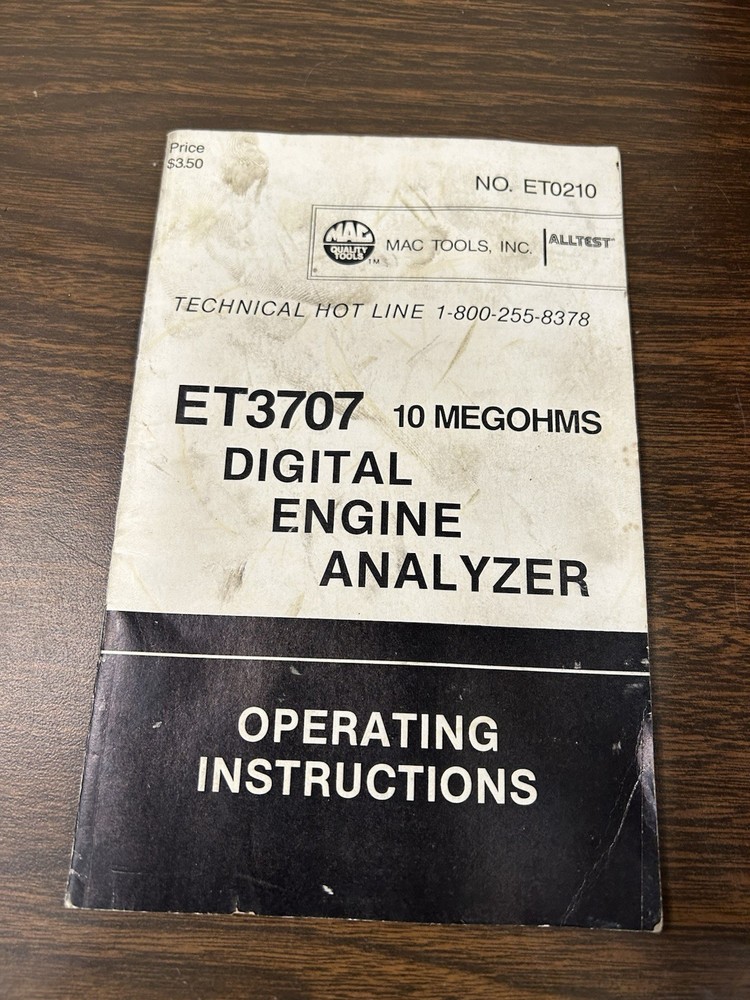 Price
$3.50
NO. ET0210
MAC
QUALITY
TOOLS
TM
MAC TOOLS, INC.
ALLTEST
TECHNICAL HOT LINE 1-800-255-8378
ET3707 10 MEGOHMS
DIGITAL
ENGINE
ANALYZER
OPERATING
INSTRUCTIONS